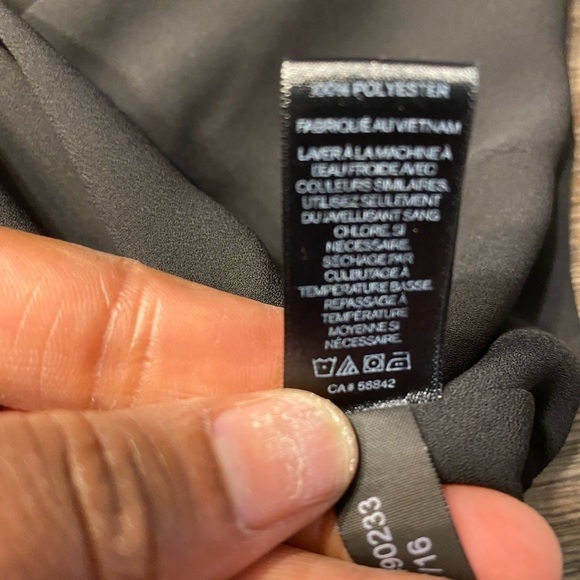 100% POLYESTER
FABRIQUÉ AU VIETNAM
LAVER À LA MACHINE À
L'EAU FROIDE AVEC
COULEURS SIMILAIRES.
UTILISEZ SEULEMENT
DU JAVELLISANT SANS
CHLORE, SI
NÉCESSAIRE.
SÉCHAGE PAR
CULBUTAGE À
TEMPÉRATURE BASSE.
REPASSAGE À
TEMPÉRATURE
MOYENNE SI
NÉCESSAIRE.
CA# 58842
90233
/16